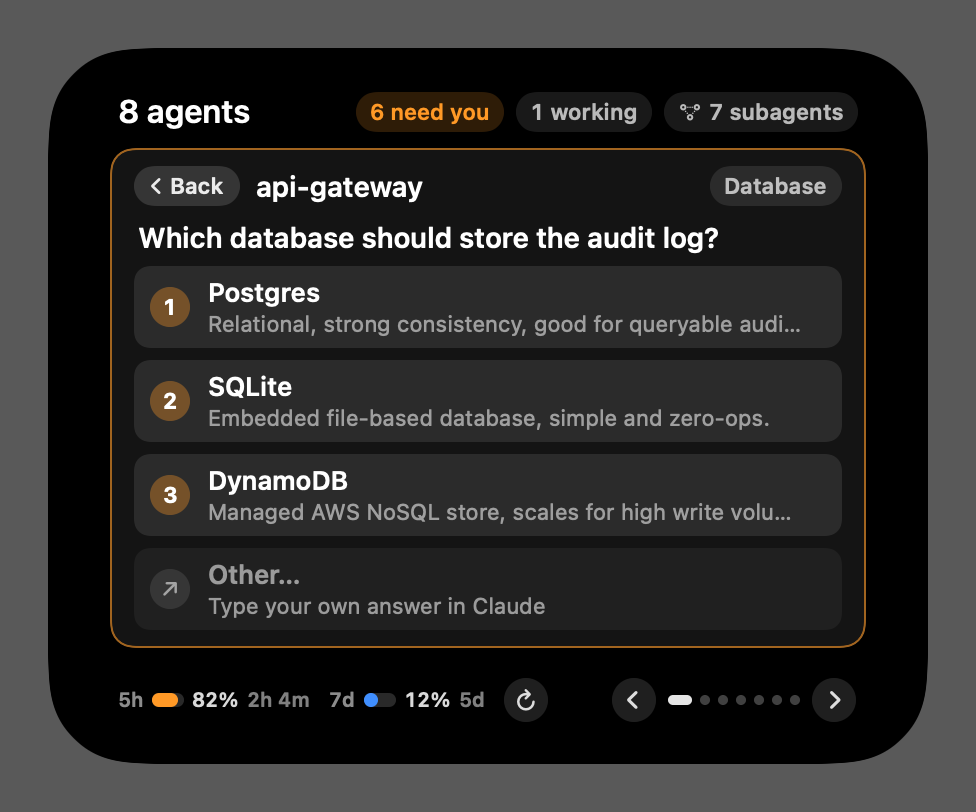 8 agents
6 need you
1 working
7 subagents
Back
api-gateway
Database
Which database should store the audit log?
1
Postgres
Relational, strong consistency, good for queryable audi...
2
SQLite
Embedded file-based database, simple and zero-ops.
3
DynamoDB
Managed AWS NoSQL store, scales for high write volu...
Other...
Type your own answer in Claude
5h 82% 2h 4m 7d 12% 5d